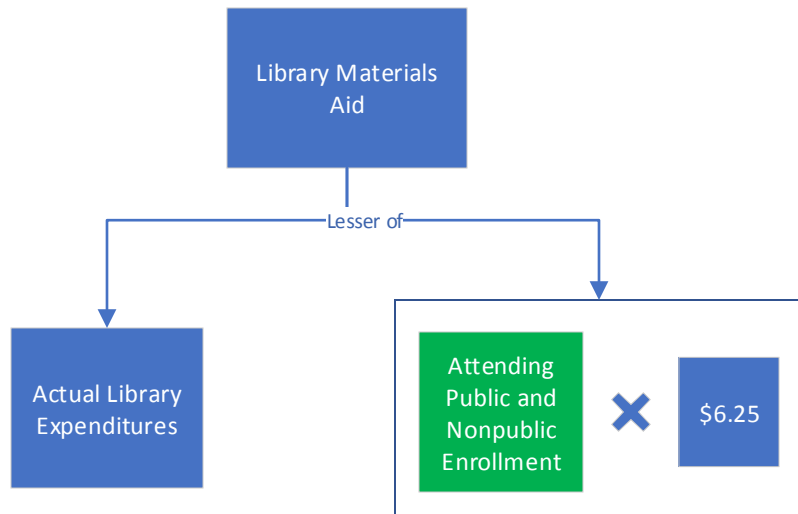 Library Materials
Aid
Lesser of
Actual Library
Expenditures
Attending
Public and
Nonpublic
Enrollment
$6.25